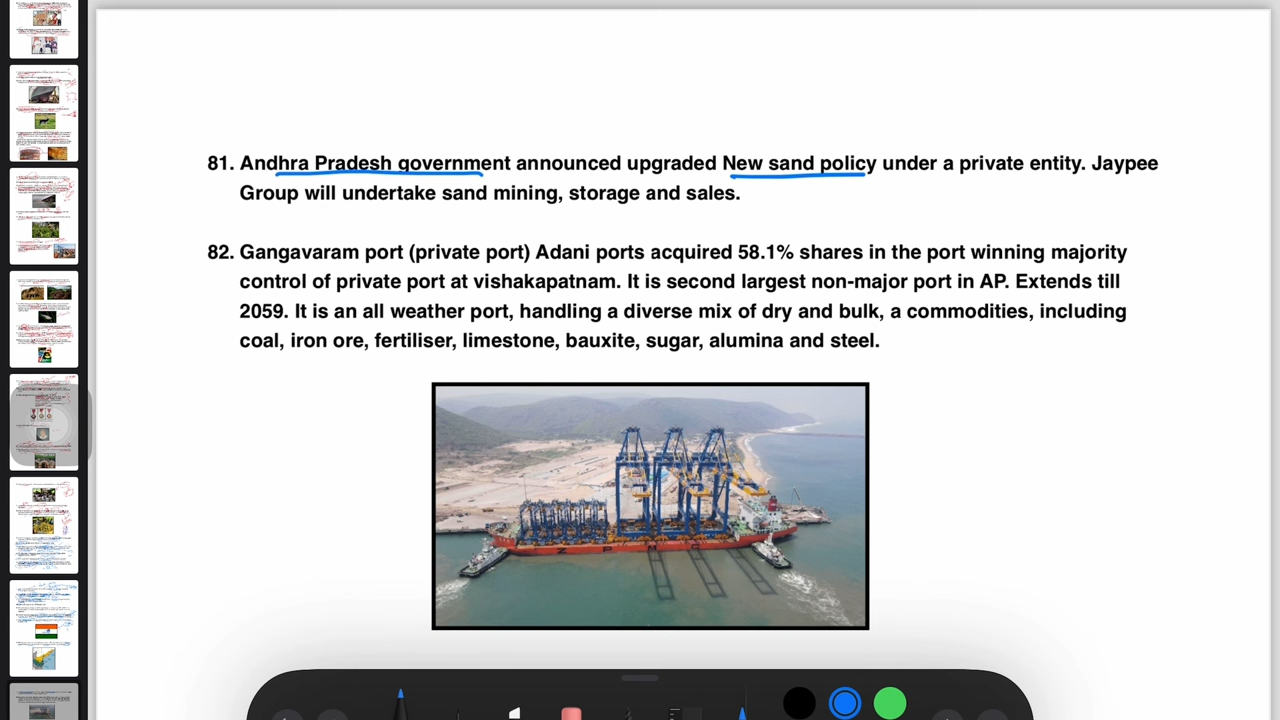 81. Andhra Pradesh government announced upgraded New sand policy under a private entity. Jaypee
Group will undertake sand mining, storage and sales.
82. Gangavaram port (private port) Adani ports acquired 58.1% shares in the port winning majority
control of private port at vishakapatnam. It is second largest non-major port in AP. Extends till
2059. It is an all weather port, handling a diverse mix of dry and bulk, a commodities, including
coal, iron ore, fertiliser, limestone, bauxite, sugar, alumina and steel.